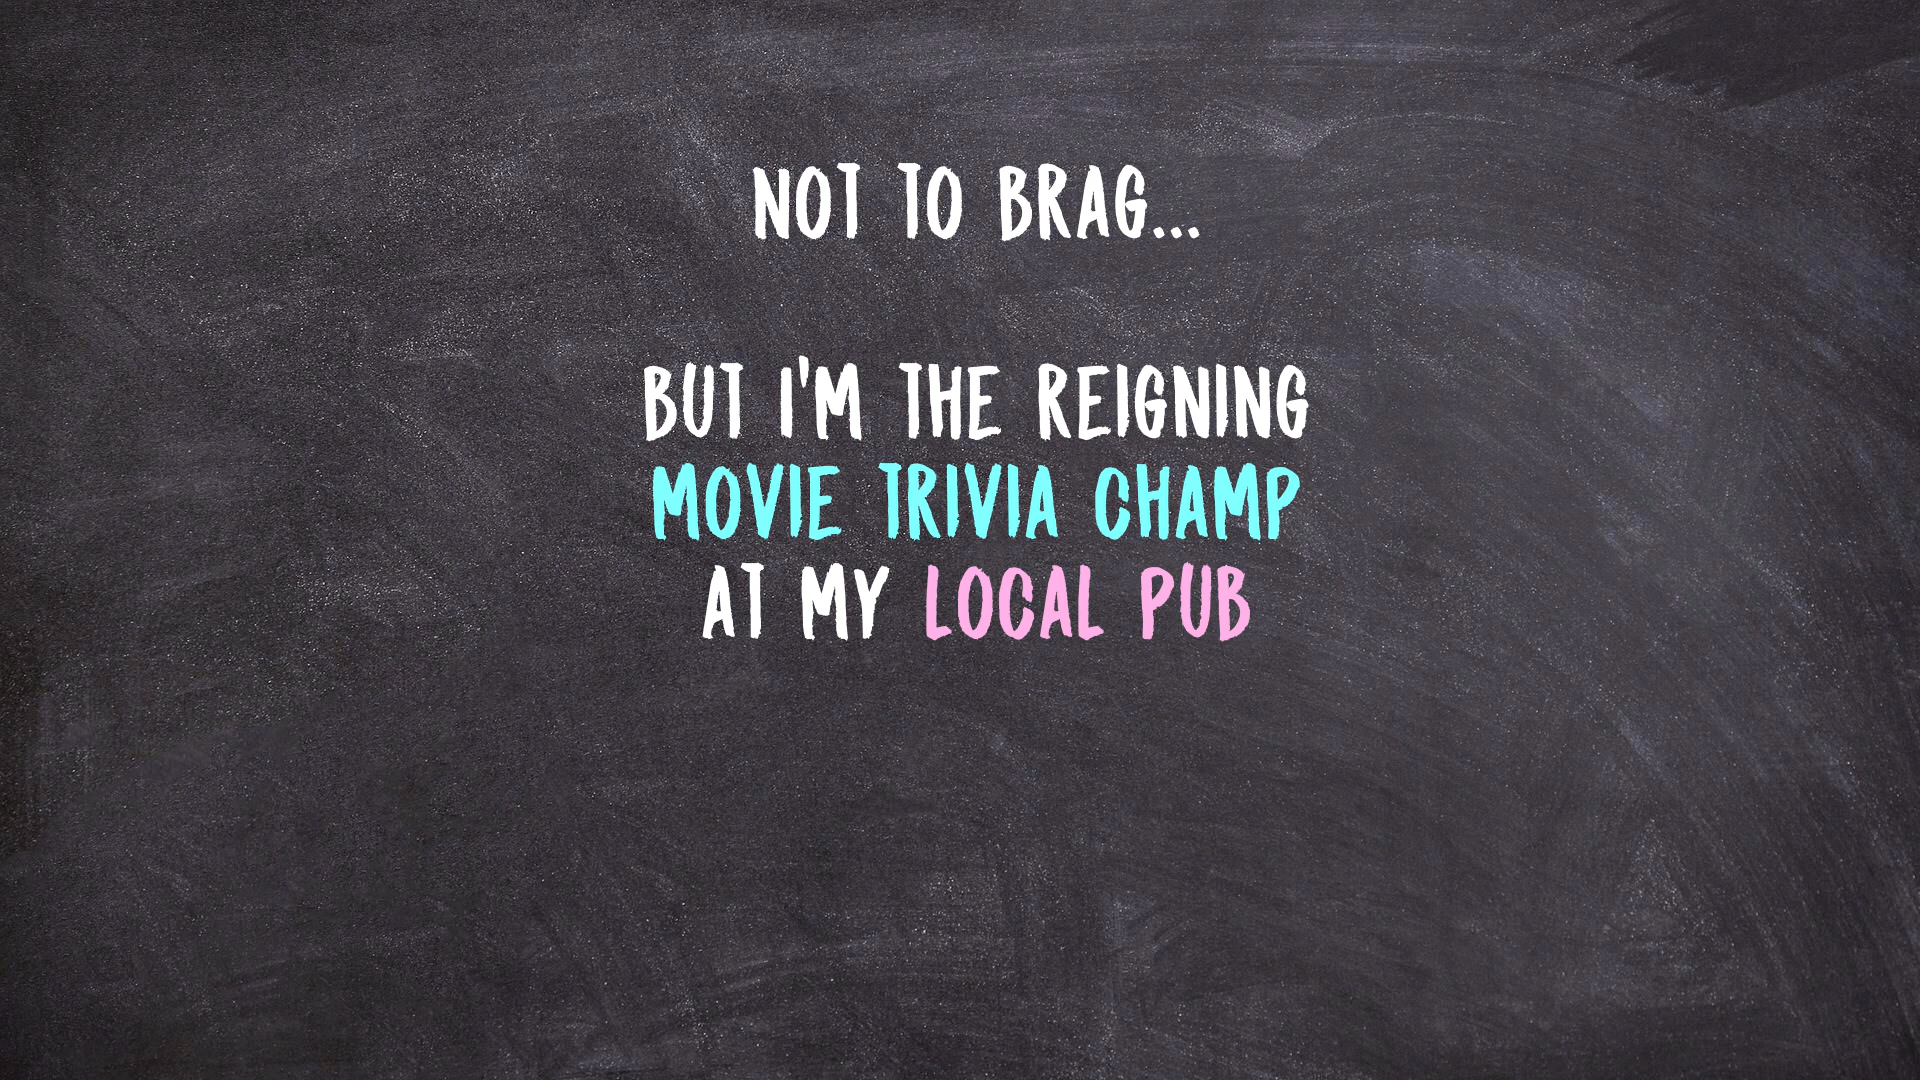 NOT TO BRAG...
BUT I'M THE REIGNING
MOVIE TRIVIA CHAMP
AT MY LOCAL PUB